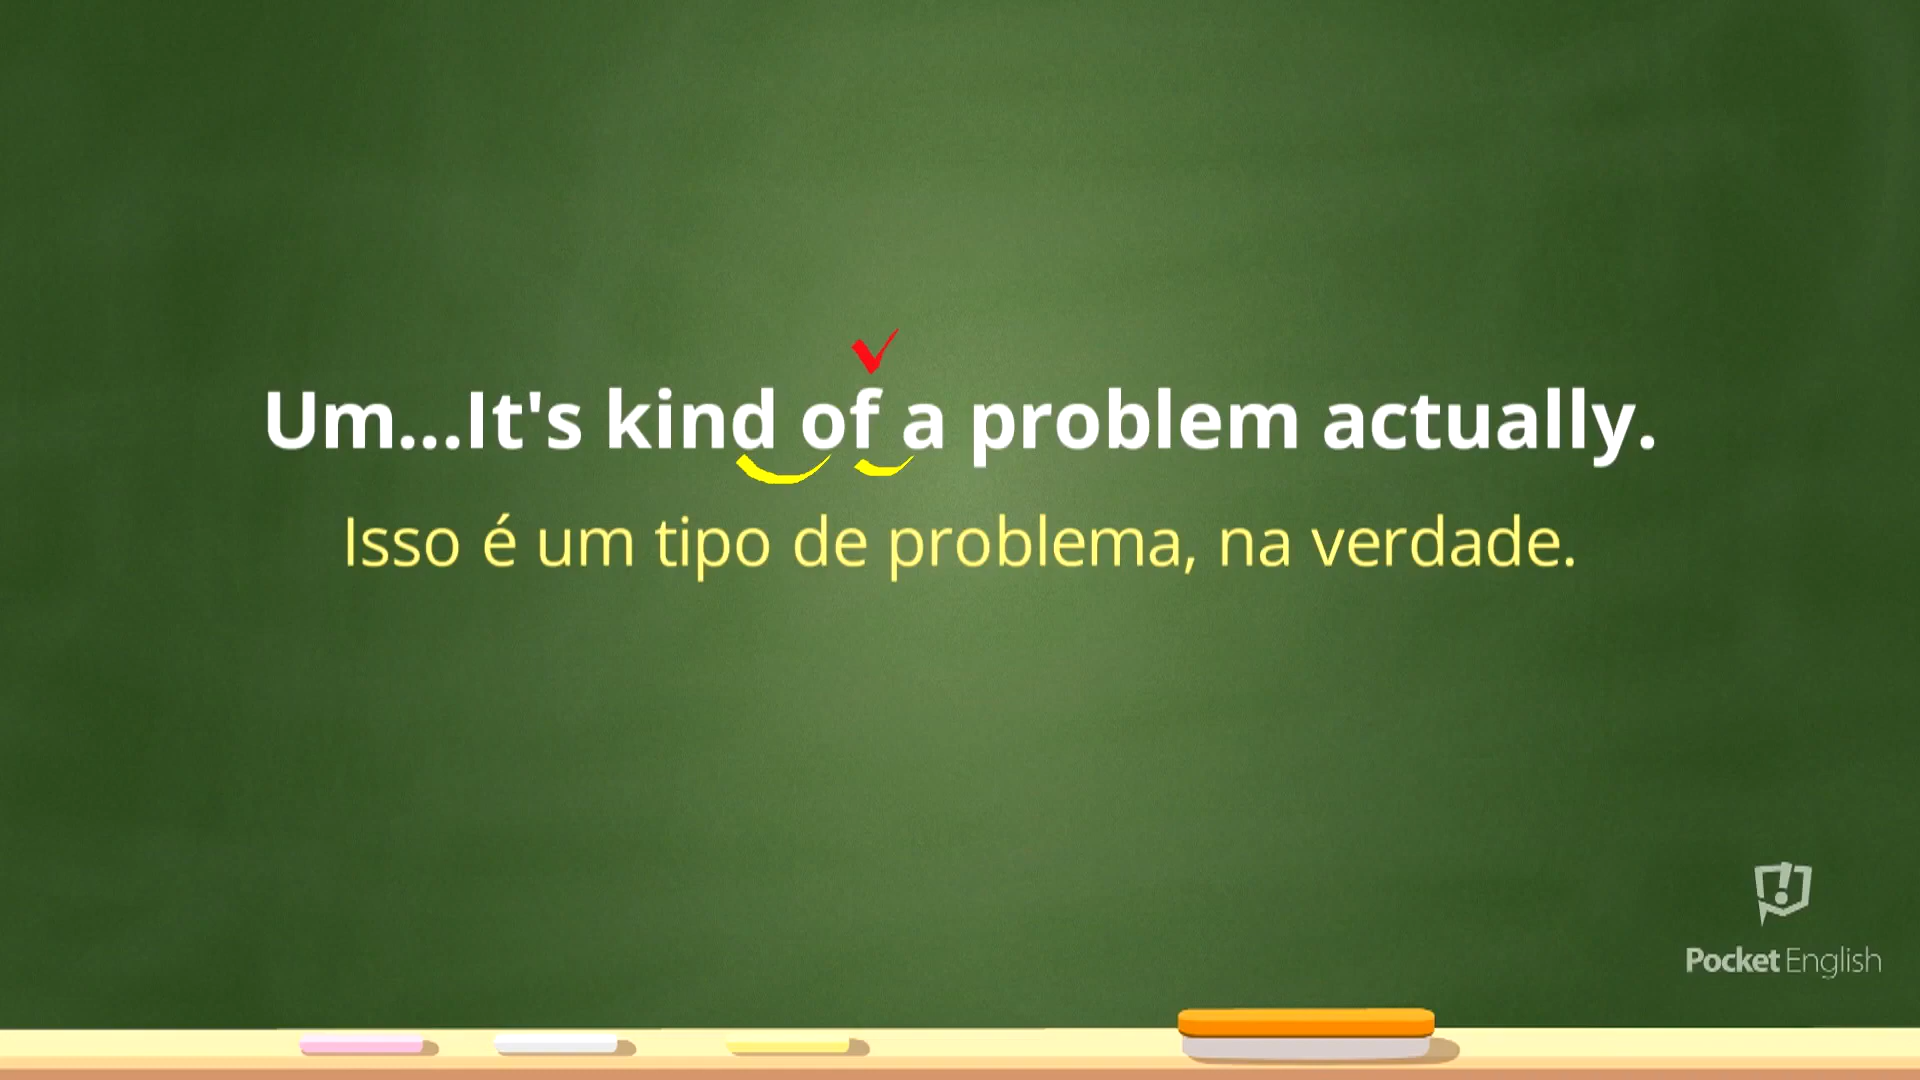 Um...It's kind of a problem actually.
Isso é um tipo de problema, na verdade.
Pocket English